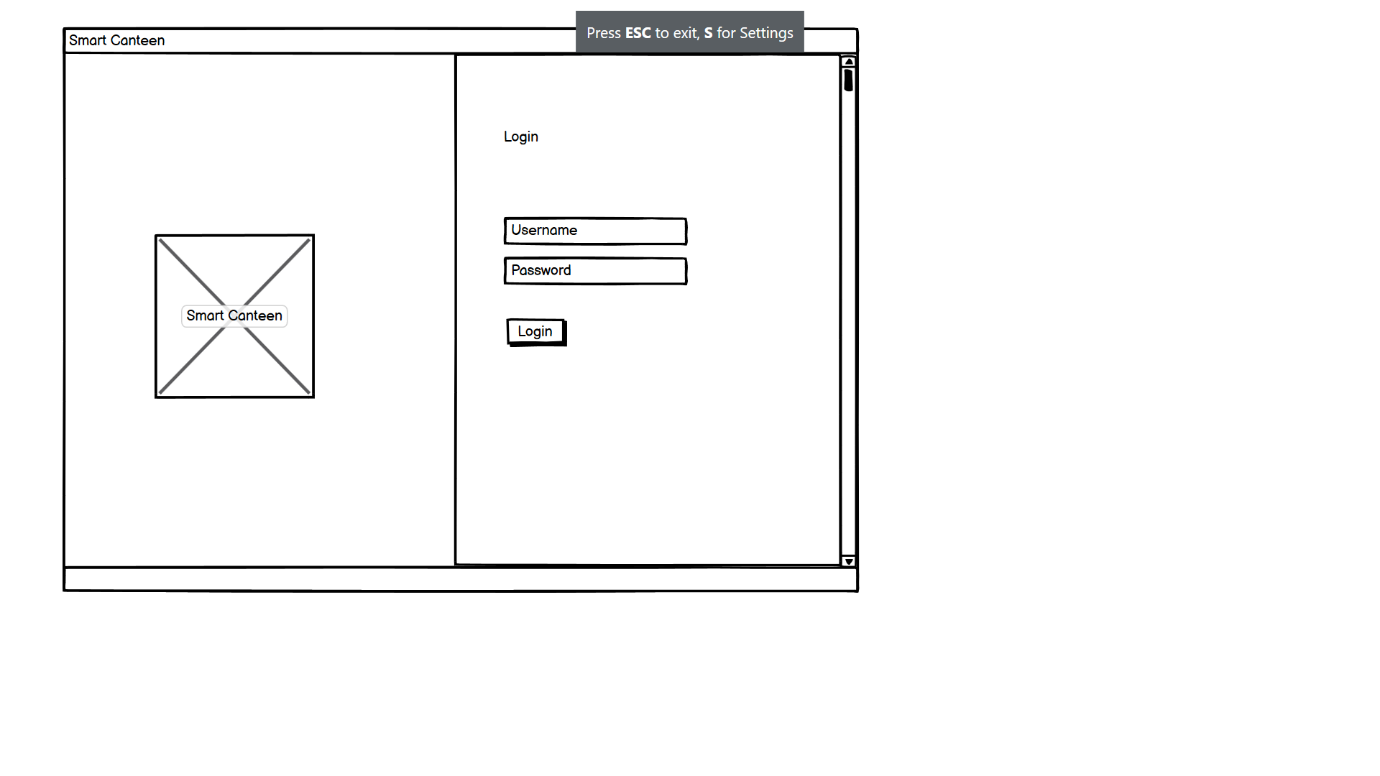 Press ESC to exit, S for Settings
Smart Canteen
Login
Username
Password
Smart Canteen
Login